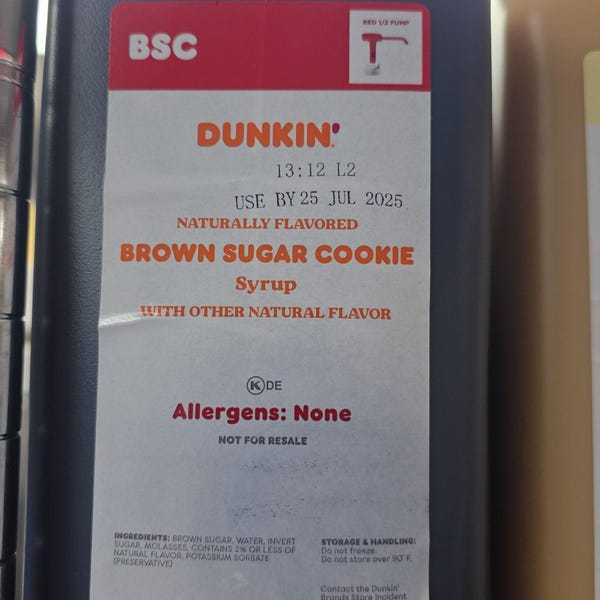 BSC
RED 1/2 PUMP
DUNKIN'
13:12 L2
USE BY 25 JUL 2025
NATURALLY FLAVORED
BROWN SUGAR COOKIE
Syrup
WITH OTHER NATURAL FLAVOR
K DE
Allergens: None
NOT FOR RESALE
INGREDIENTS: BROWN SUGAR, WATER, INVERT
SUGAR, MOLASSES, CONTAINS 2% OR LESS OF
NATURAL FLAVOR, POTASSIUM SORBATE
(PRESERVATIVE)
STORAGE & HANDLING:
Do not freeze.
Do not store over 90°F.
Contact the Dunkin'
Brands Store Incident